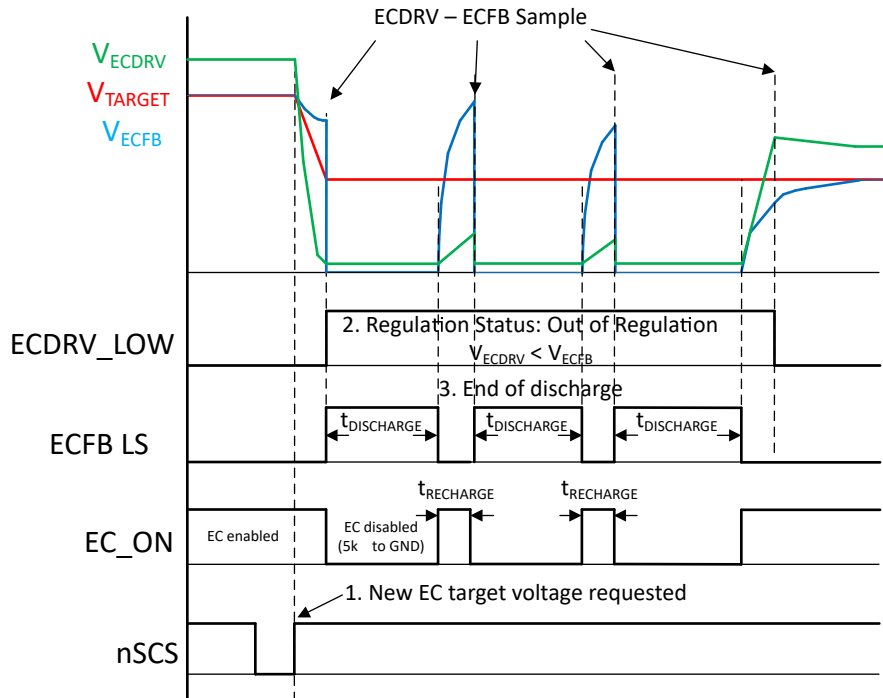 ECDRV – ECFB Sample
VECDRV
VTARGET
VECFB
ECDRV_LOW
2. Regulation Status: Out of Regulation
VECDRV < VECFB
3. End of discharge
ECFB LS
tDISCHARGE
tDISCHARGE
tDISCHARGE
tRECHARGE
tRECHARGE
EC_ON
EC enabled
EC disabled
(5k to GND)
1. New EC target voltage requested
nSCS